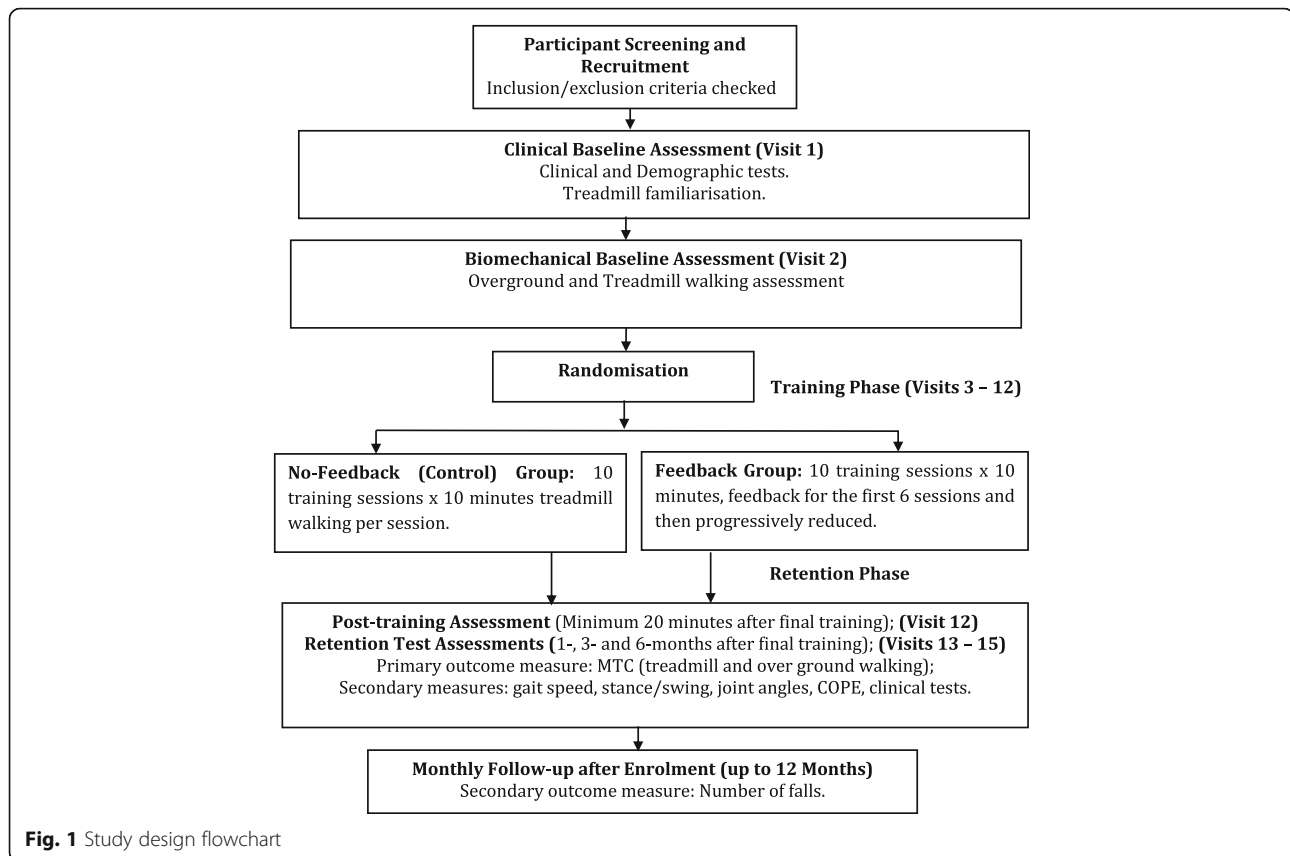 Participant Screening and
Recruitment
Inclusion/exclusion criteria checked
Clinical Baseline Assessment (Visit 1)
Clinical and Demographic tests.
Treadmill familiarisation.
Biomechanical Baseline Assessment (Visit 2)
Overground and Treadmill walking assessment
Randomisation
Training Phase (Visits 3 – 12)
No-Feedback (Control) Group: 10
training sessions x 10 minutes treadmill
walking per session.
Feedback Group: 10 training sessions x 10
minutes, feedback for the first 6 sessions and
then progressively reduced.
Retention Phase
Post-training Assessment (Minimum 20 minutes after final training); (Visit 12)
Retention Test Assessments (1-, 3- and 6-months after final training); (Visits 13 – 15)
Primary outcome measure: MTC (treadmill and over ground walking);
Secondary measures: gait speed, stance/swing, joint angles, COPE, clinical tests.
Monthly Follow-up after Enrolment (up to 12 Months)
Secondary outcome measure: Number of falls.
Fig. 1 Study design flowchart